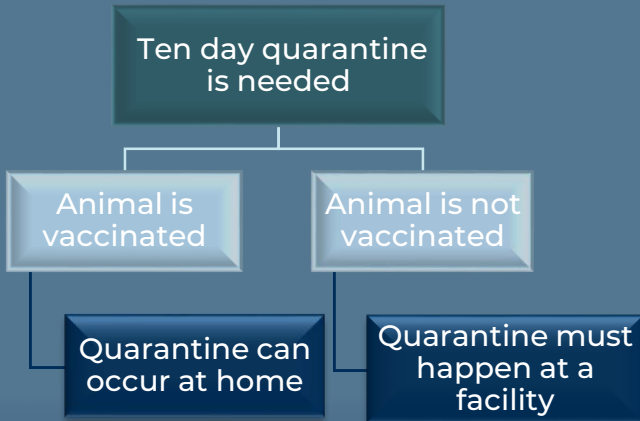 Ten day quarantine
is needed
Animal is
vaccinated
Animal is not
vaccinated
Quarantine can
occur at home
Quarantine must
happen at a
facility